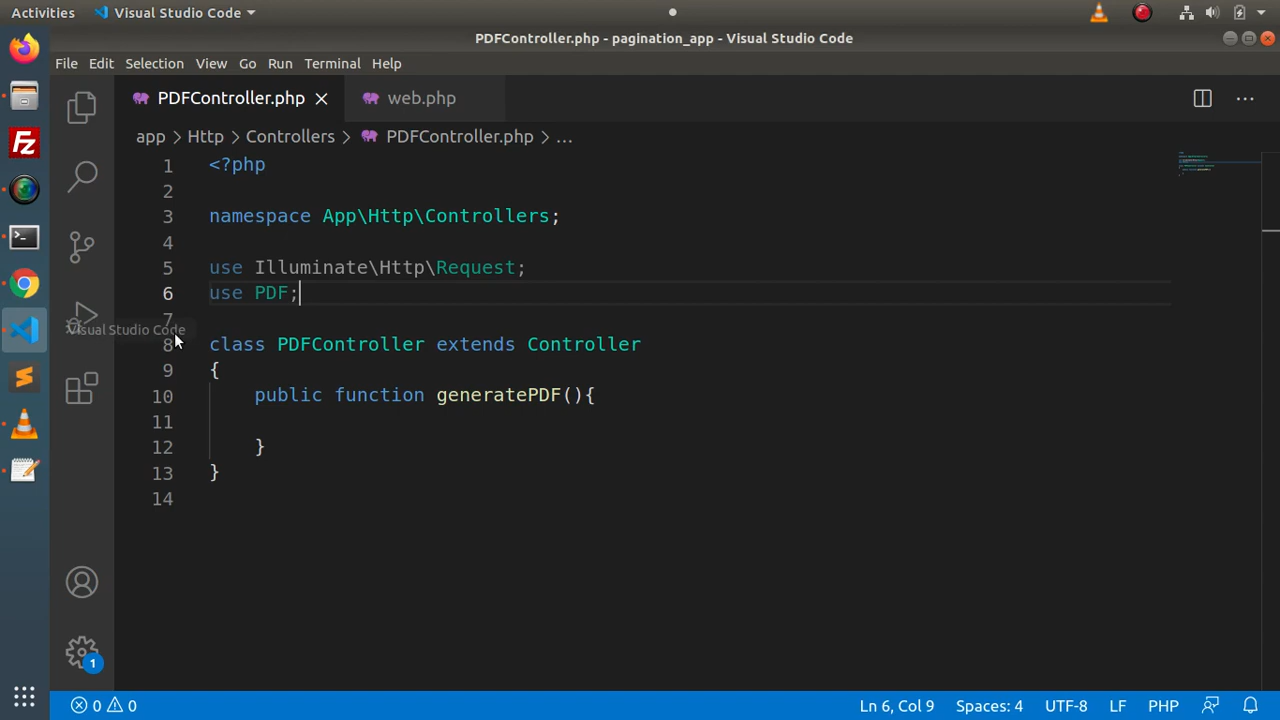 Activities
Visual Studio Code
PDFController.php - pagination_app - Visual Studio Code
File Edit Selection View Go Run Terminal Help
PDFController.php
web.php
app > Http > Controllers > PDFController.php > ...
1 <?php
2
3 namespace App\Http\Controllers;
4
5 use Illuminate\Http\Request;
6 use PDF;
7
Visual Studio Code
8 class PDFController extends Controller
9 {
10 public function generatePDF(){
11
12 }
13 }
14
1
0 0
Ln 6, Col 9 Spaces: 4 UTF-8 LF PHP